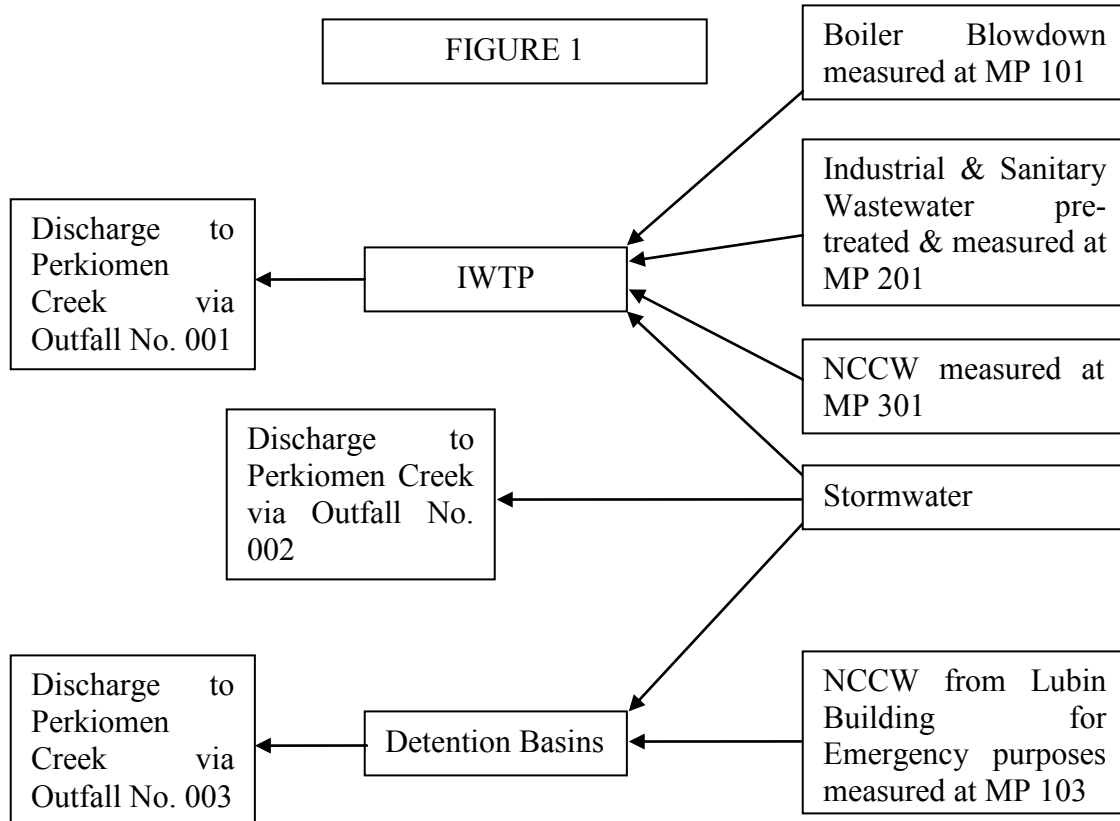 FIGURE 1
Boiler Blowdown
measured at MP 101
Industrial & Sanitary
Wastewater pre-
treated & measured at
MP 201
Discharge to
Perkiomen
Creek via
Outfall No. 001
IWTP
NCCW measured at
MP 301
Discharge to
Perkiomen Creek
via Outfall No.
002
Stormwater
Discharge to
Perkiomen
Creek via
Outfall No. 003
Detention Basins
NCCW from Lubin
Building for
Emergency purposes
measured at MP 103